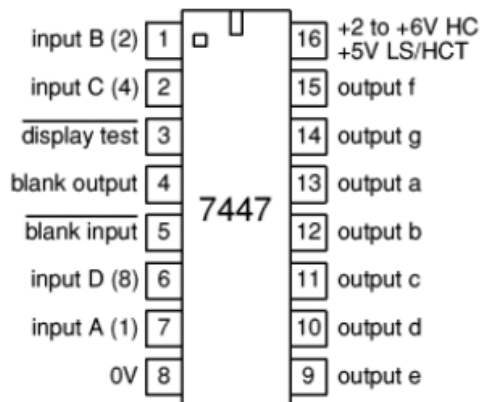 input B (2) 1
input C (4) 2
display test 3
blank output 4
blank input 5
input D (8) 6
input A (1) 7
0V 8
7447
16 +2 to +6V HC
+5V LS/HCT
15 output f
14 output g
13 output a
12 output b
11 output c
10 output d
9 output e